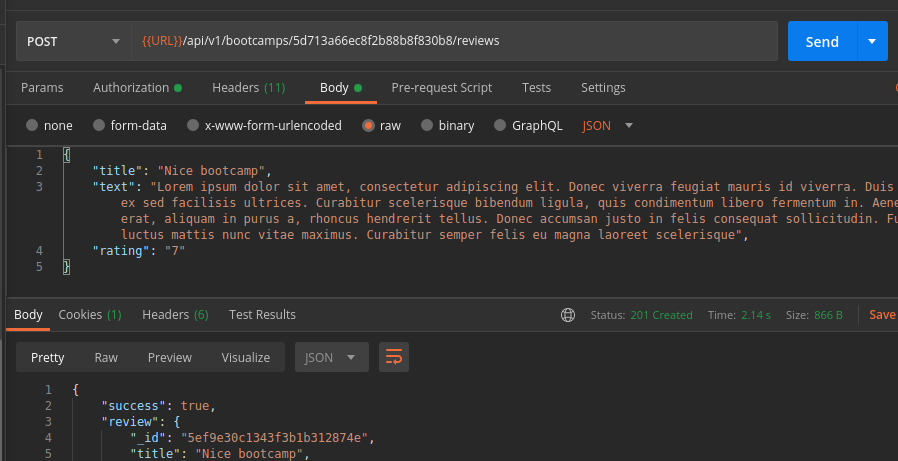 POST {{URL}}/api/v1/bootcamps/5d713a66ec8f2b88b8f830b8/reviews Send
Params Authorization Headers (11) Body Pre-request Script Tests Settings
none form-data x-www-form-urlencoded raw binary GraphQL JSON
1 {
2 "title": "Nice bootcamp",
3 "text": "Lorem ipsum dolor sit amet, consectetur adipiscing elit. Donec viverra feugiat mauris id viverra. Duis
ex sed facilisis ultrices. Curabitur scelerisque bibendum ligula, quis condimentum libero fermentum in. Aene
erat, aliquam in purus a, rhoncus hendrerit tellus. Donec accumsan justo in felis consequat sollicitudin. Fu
luctus mattis nunc vitae maximus. Curabitur semper felis eu magna laoreet scelerisque",
4 "rating": "7"
5 }
Body Cookies (1) Headers (6) Test Results Status: 201 Created Time: 2.14 s Size: 866 B Save
Pretty Raw Preview Visualize JSON
1 {
2 "success": true,
3 "review": {
4 "_id": "5ef9e30c1343f3b1b312874e",
5 "title": "Nice bootcamp",